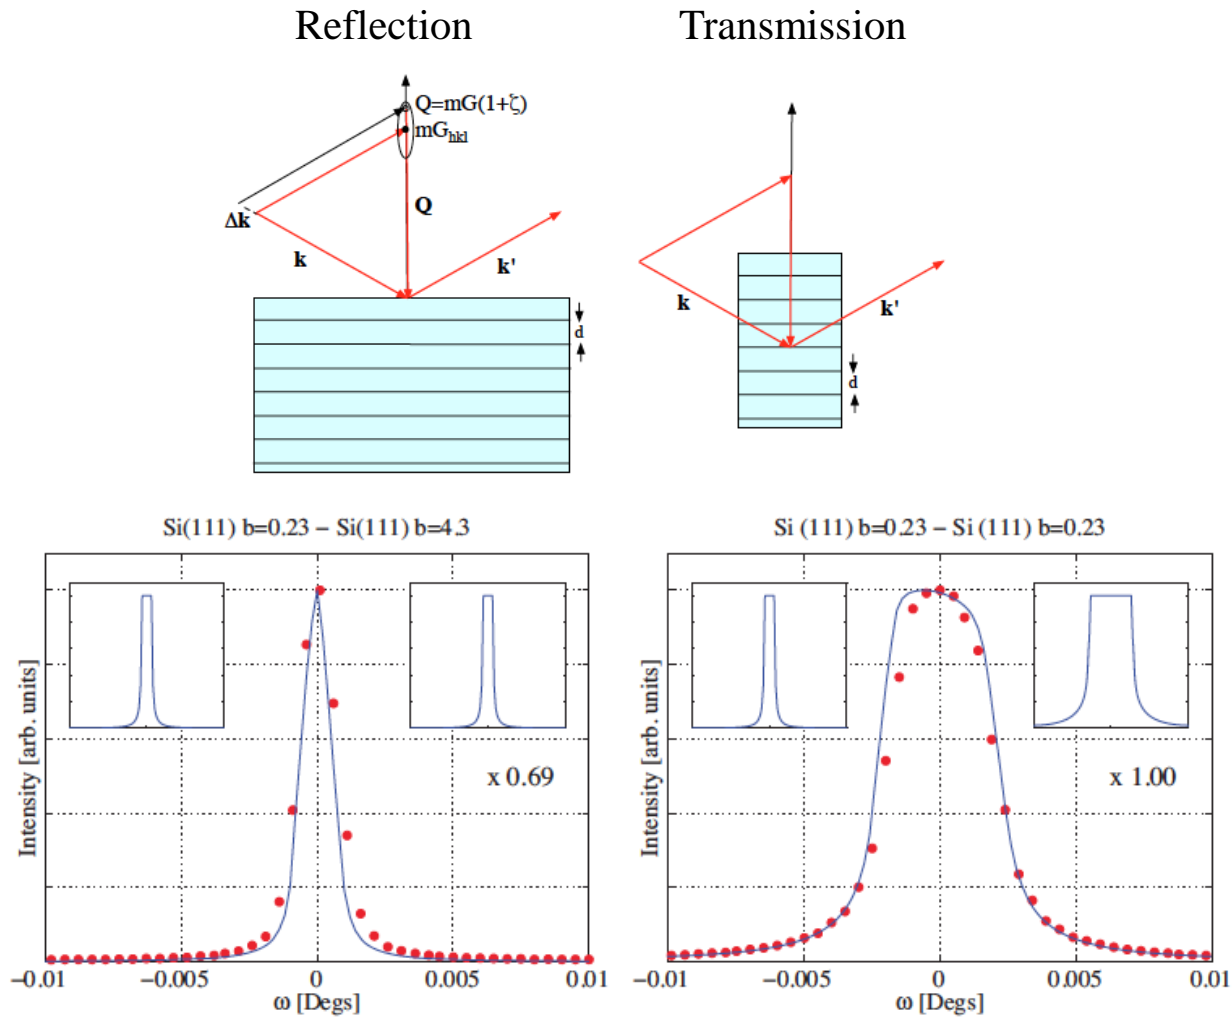 Reflection
Transmission
Q=mG(1+ζ)
mG_hkl
Δk
Q
k
k'
d
k
k'
d
Si(111) b=0.23 − Si(111) b=4.3
Intensity [arb. units]
x 0.69
−0.01
−0.005
0
0.005
0.01
ω [Degs]
Si (111) b=0.23 − Si (111) b=0.23
Intensity [arb. units]
x 1.00
−0.01
−0.005
0
0.005
0.01
ω [Degs]